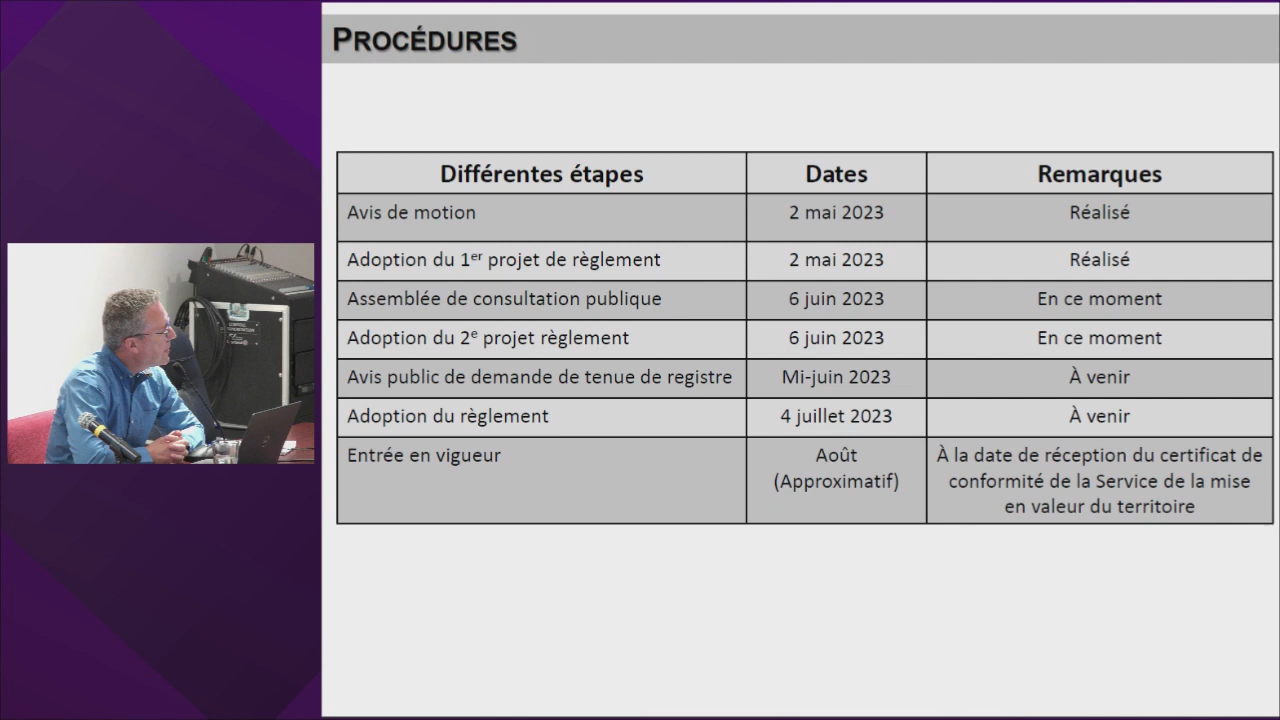 PROCÉDURES
Différentes étapes Dates Remarques
Avis de motion 2 mai 2023 Réalisé
Adoption du 1er projet de règlement 2 mai 2023 Réalisé
Assemblée de consultation publique 6 juin 2023 En ce moment
Adoption du 2e projet règlement 6 juin 2023 En ce moment
Avis public de demande de tenue de registre Mi-juin 2023 À venir
Adoption du règlement 4 juillet 2023 À venir
Entrée en vigueur Août À la date de réception du certificat de
(Approximatif) conformité de la Service de la mise
en valeur du territoire